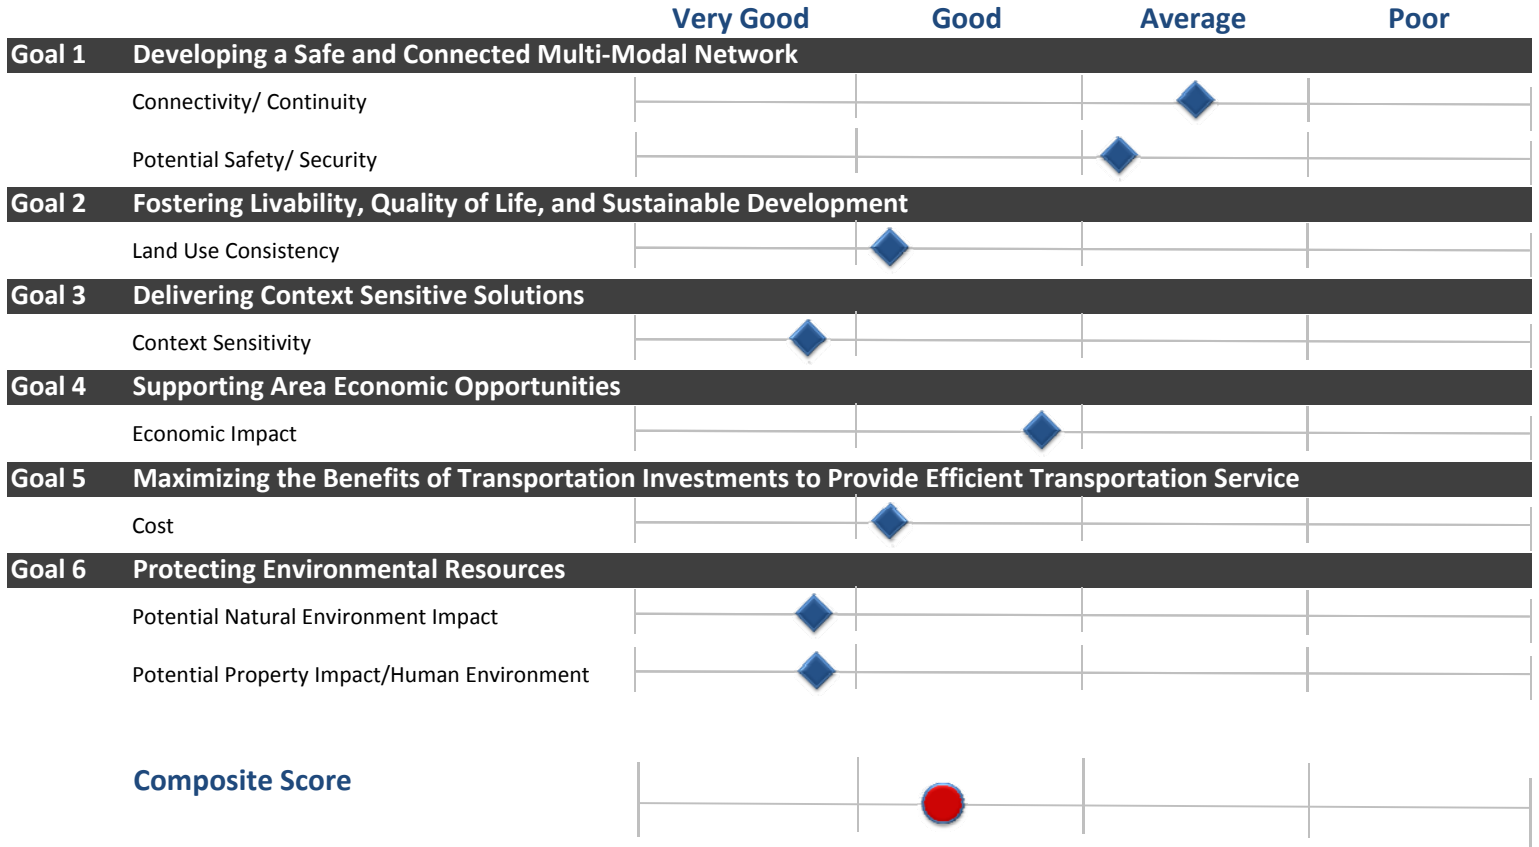 Very Good Good Average Poor
Goal 1 Developing a Safe and Connected Multi-Modal Network
Connectivity/ Continuity
Potential Safety/ Security
Goal 2 Fostering Livability, Quality of Life, and Sustainable Development
Land Use Consistency
Goal 3 Delivering Context Sensitive Solutions
Context Sensitivity
Goal 4 Supporting Area Economic Opportunities
Economic Impact
Goal 5 Maximizing the Benefits of Transportation Investments to Provide Efficient Transportation Service
Cost
Goal 6 Protecting Environmental Resources
Potential Natural Environment Impact
Potential Property Impact/Human Environment
Composite Score